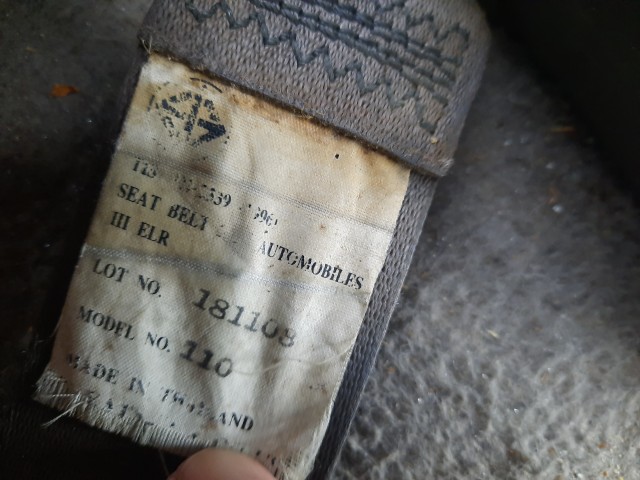 SEAT BELT AUTOMOBILES
III ELR
LOT NO. 181108
MODEL NO. 110
MADE IN THAILAND